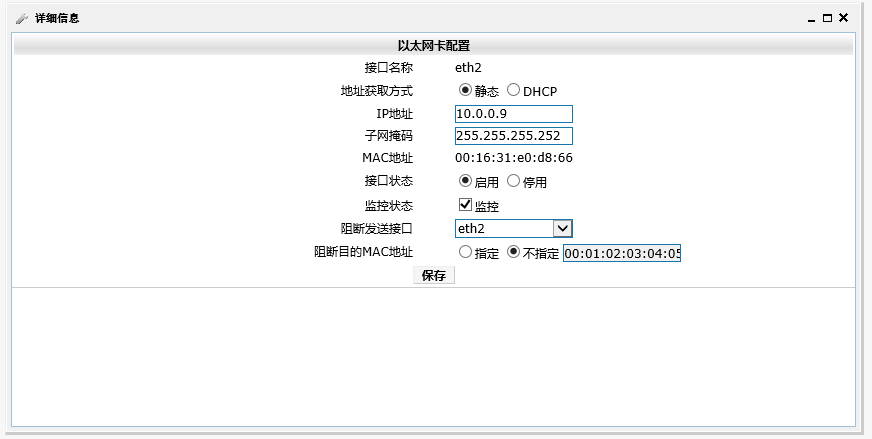 详细信息
以太网卡配置
接口名称 eth2
地址获取方式 静态 DHCP
IP地址 10.0.0.9
子网掩码 255.255.255.252
MAC地址 00:16:31:e0:d8:66
接口状态 启用 停用
监控状态 监控
阻断发送接口 eth2
阻断目的MAC地址 指定 不指定 00:01:02:03:04:05
保存